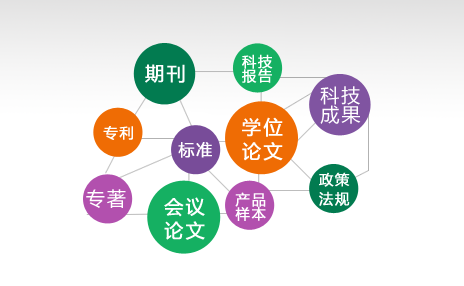 期刊
科技
报告
科技
成果
专利
学位
论文
标准
政策
法规
专著
产品
样本
会议
论文